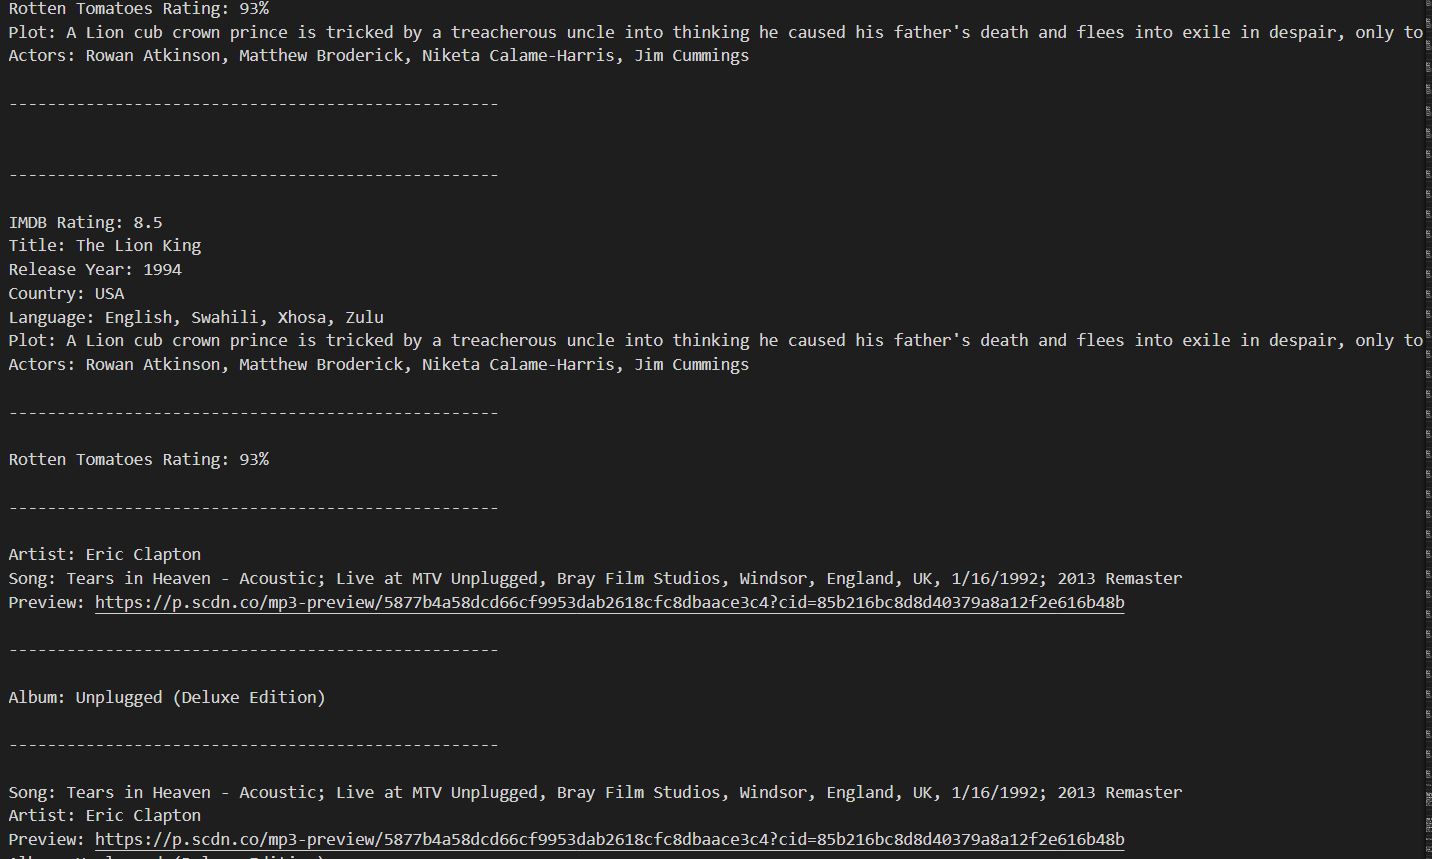 Rotten Tomatoes Rating: 93%
Plot: A Lion cub crown prince is tricked by a treacherous uncle into thinking he caused his father's death and flees into exile in despair, only to
Actors: Rowan Atkinson, Matthew Broderick, Niketa Calame-Harris, Jim Cummings
---------------------------------------------------
---------------------------------------------------
IMDB Rating: 8.5
Title: The Lion King
Release Year: 1994
Country: USA
Language: English, Swahili, Xhosa, Zulu
Plot: A Lion cub crown prince is tricked by a treacherous uncle into thinking he caused his father's death and flees into exile in despair, only to
Actors: Rowan Atkinson, Matthew Broderick, Niketa Calame-Harris, Jim Cummings
---------------------------------------------------
Rotten Tomatoes Rating: 93%
---------------------------------------------------
Artist: Eric Clapton
Song: Tears in Heaven - Acoustic; Live at MTV Unplugged, Bray Film Studios, Windsor, England, UK, 1/16/1992; 2013 Remaster
Preview: https://p.scdn.co/mp3-preview/5877b4a58dcd66cf9953dab2618cfc8dbaace3c4?cid=85b216bc8d8d40379a8a12f2e616b48b
---------------------------------------------------
Album: Unplugged (Deluxe Edition)
---------------------------------------------------
Song: Tears in Heaven - Acoustic; Live at MTV Unplugged, Bray Film Studios, Windsor, England, UK, 1/16/1992; 2013 Remaster
Artist: Eric Clapton
Preview: https://p.scdn.co/mp3-preview/5877b4a58dcd66cf9953dab2618cfc8dbaace3c4?cid=85b216bc8d8d40379a8a12f2e616b48b